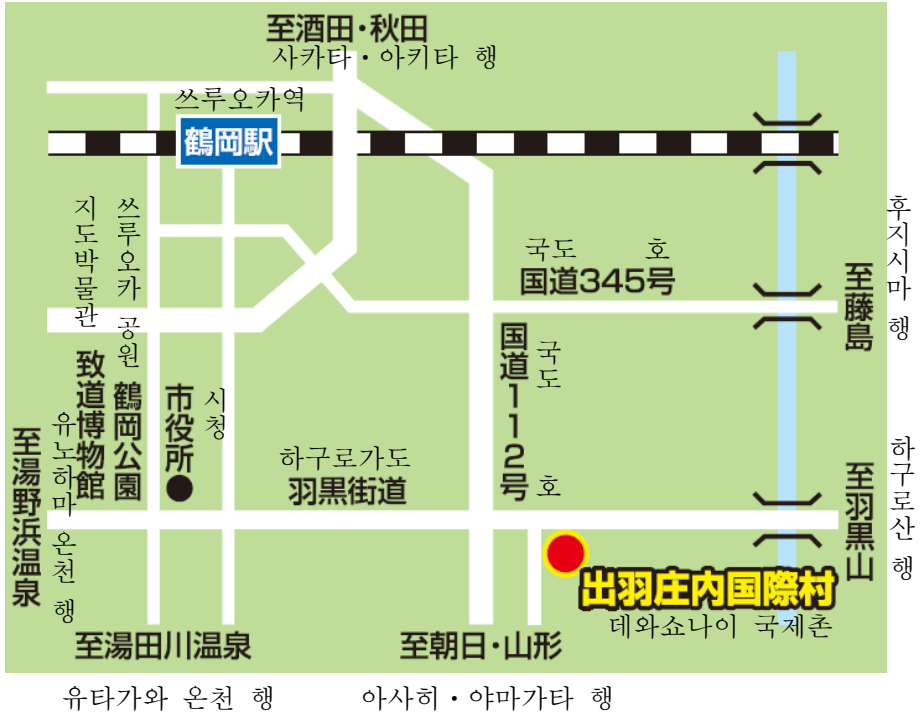 至酒田・秋田
사카타・아키타 행
쓰루오카역
鶴岡駅
지도박물관
쓰루오카 공원
후지시마 행
국도 호
国道345号
至藤島
国道112号
국도 호
致道博物館
鶴岡公園
市役所
시청
유노하마 온천 행
至湯野浜温泉
하구로가도
羽黒街道
하구로산 행
至羽黒山
出羽庄内国際村
데와쇼나이 국제촌
至湯田川温泉
至朝日・山形
유타가와 온천 행
아사히・야마가타 행